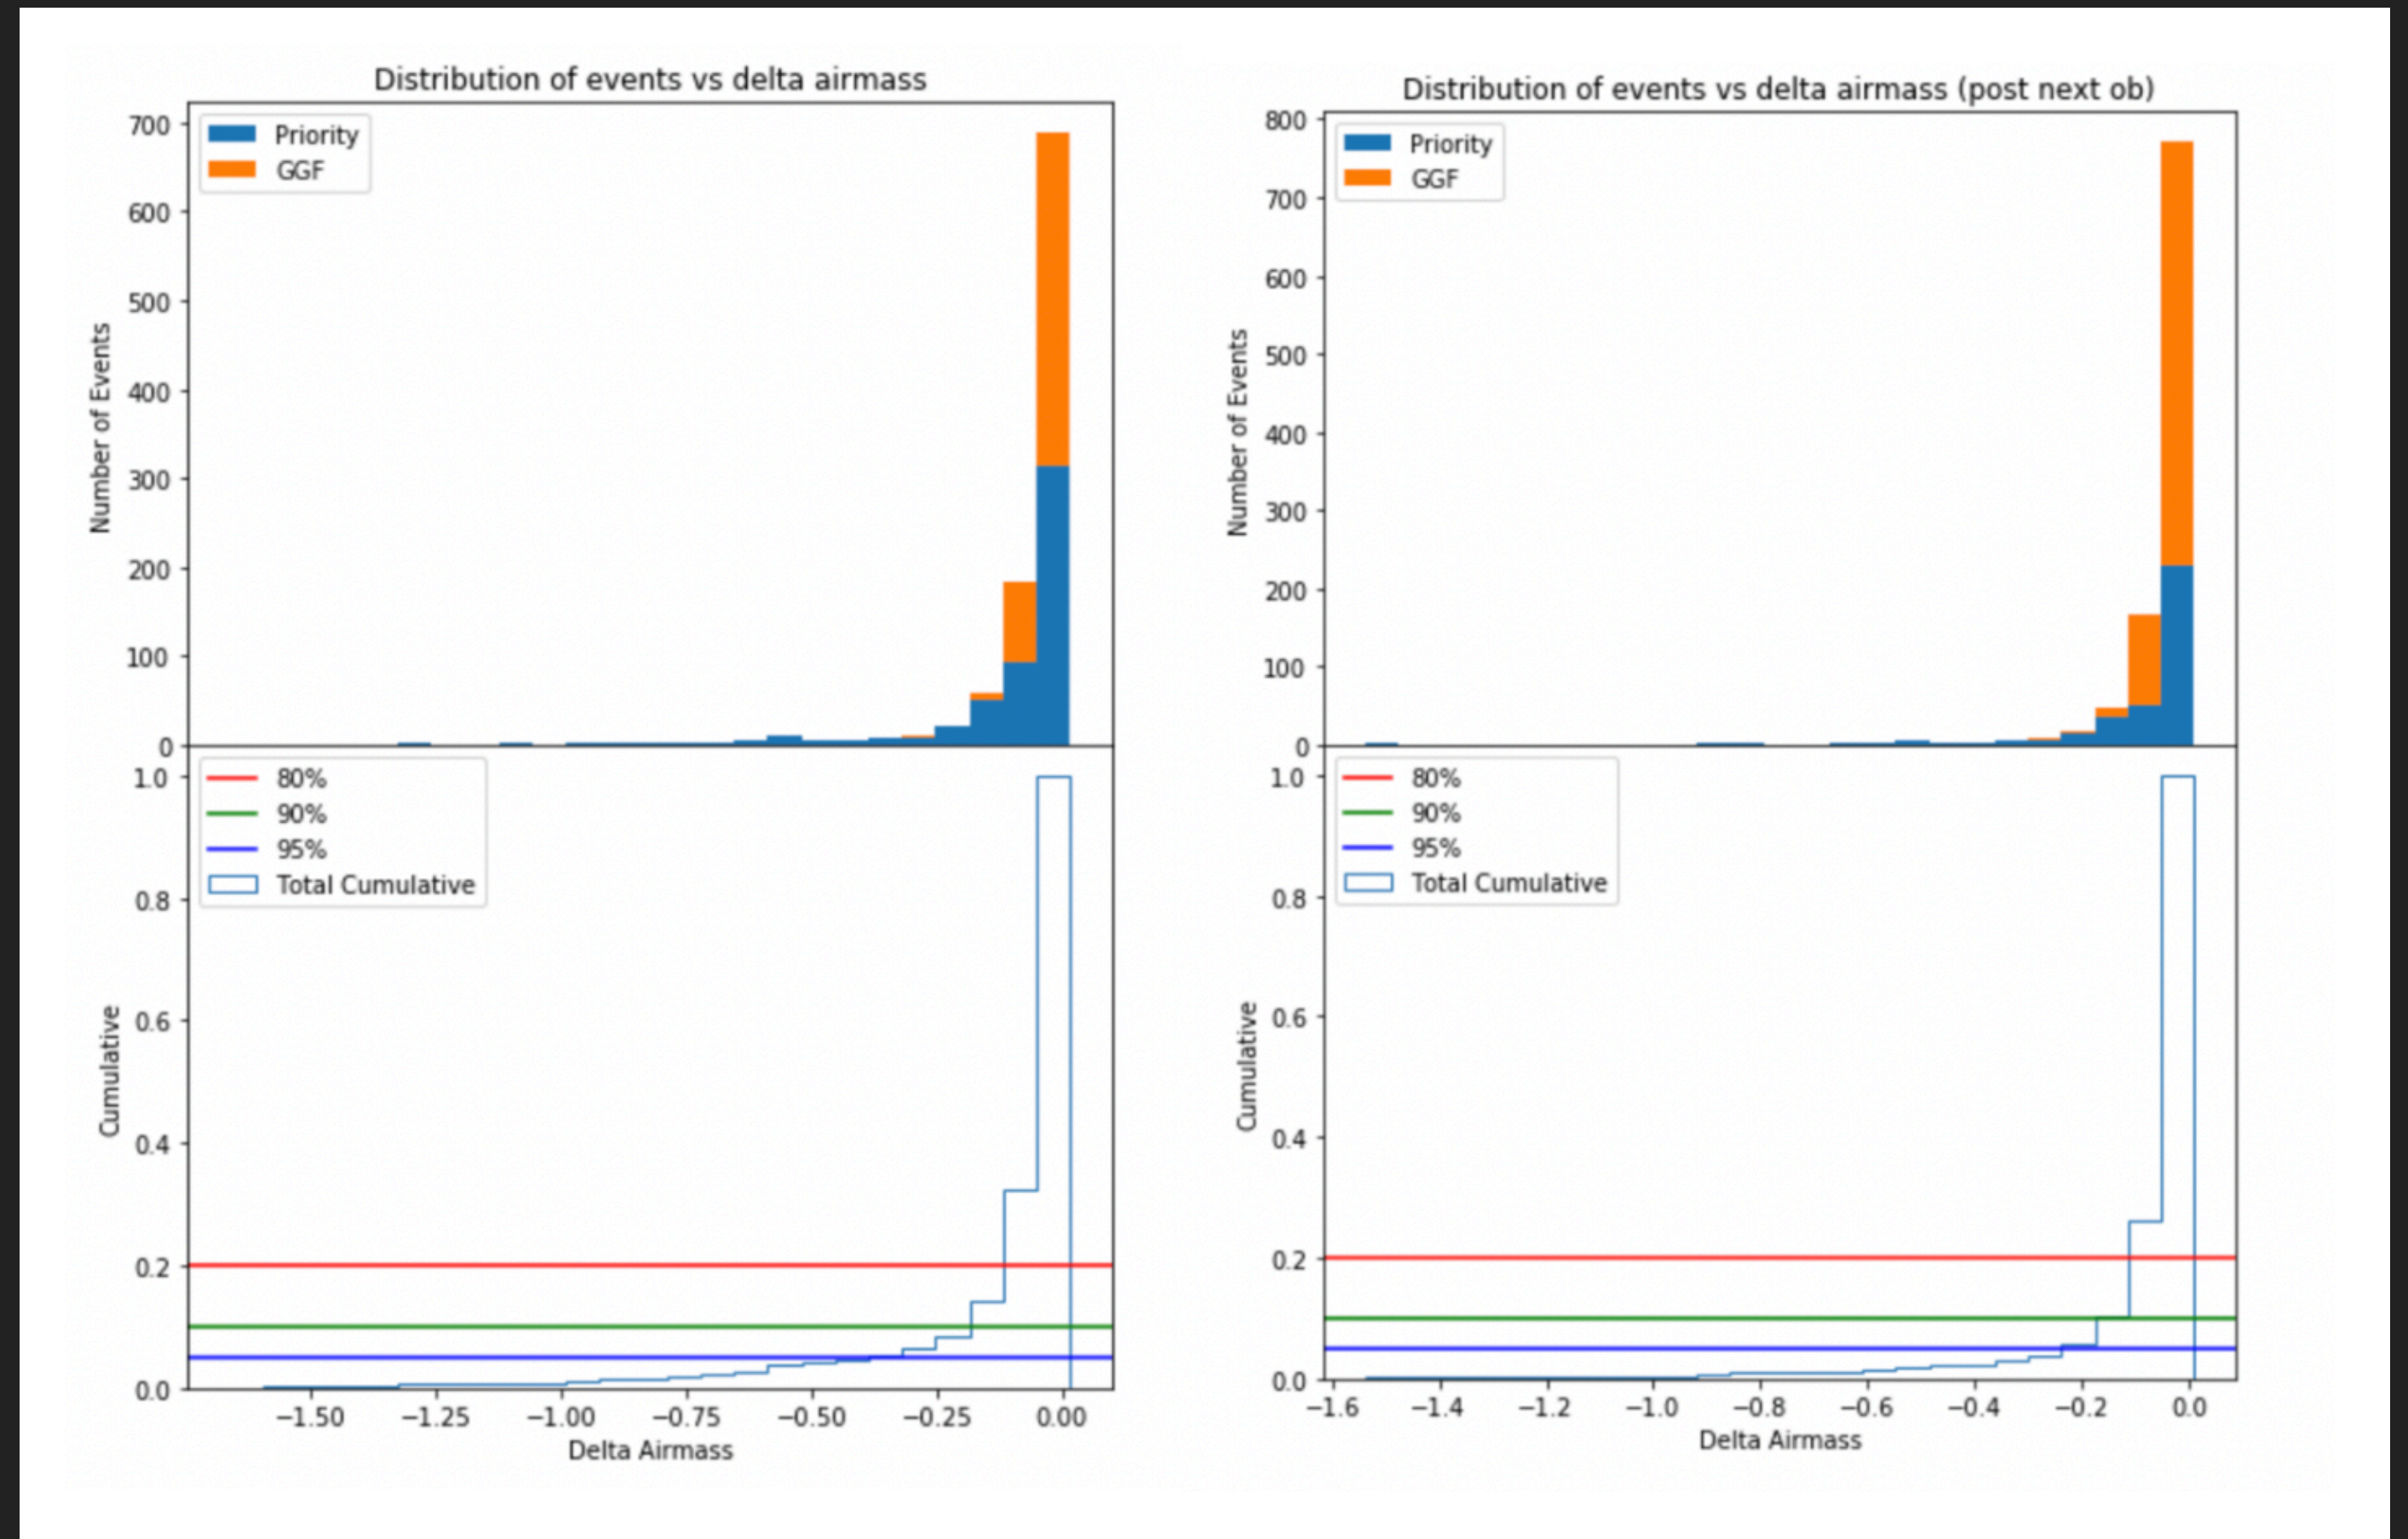 Distribution of events vs delta airmass
Priority
GGF
700
600
500
400
300
200
100
0
Number of Events
80%
90%
95%
Total Cumulative
1.0
0.8
0.6
0.4
0.2
0.0
Cumulative
−1.50 −1.25 −1.00 −0.75 −0.50 −0.25 0.00
Delta Airmass
Distribution of events vs delta airmass (post next ob)
Priority
GGF
800
700
600
500
400
300
200
100
0
Number of Events
80%
90%
95%
Total Cumulative
1.0
0.8
0.6
0.4
0.2
0.0
Cumulative
−1.6 −1.4 −1.2 −1.0 −0.8 −0.6 −0.4 −0.2 0.0
Delta Airmass